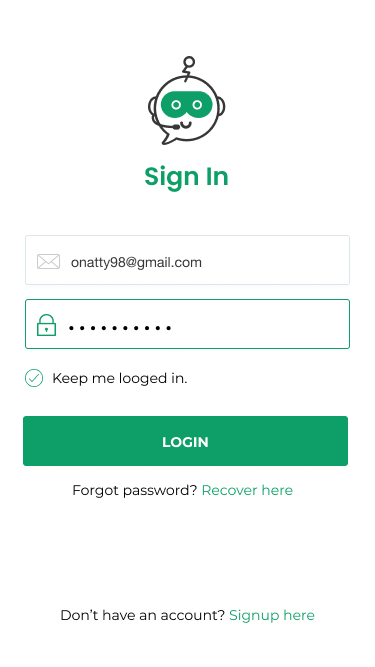 Sign In
onatty98@gmail.com
••••••••••
Keep me looged in.
LOGIN
Forgot password? Recover here
Don’t have an account? Signup here